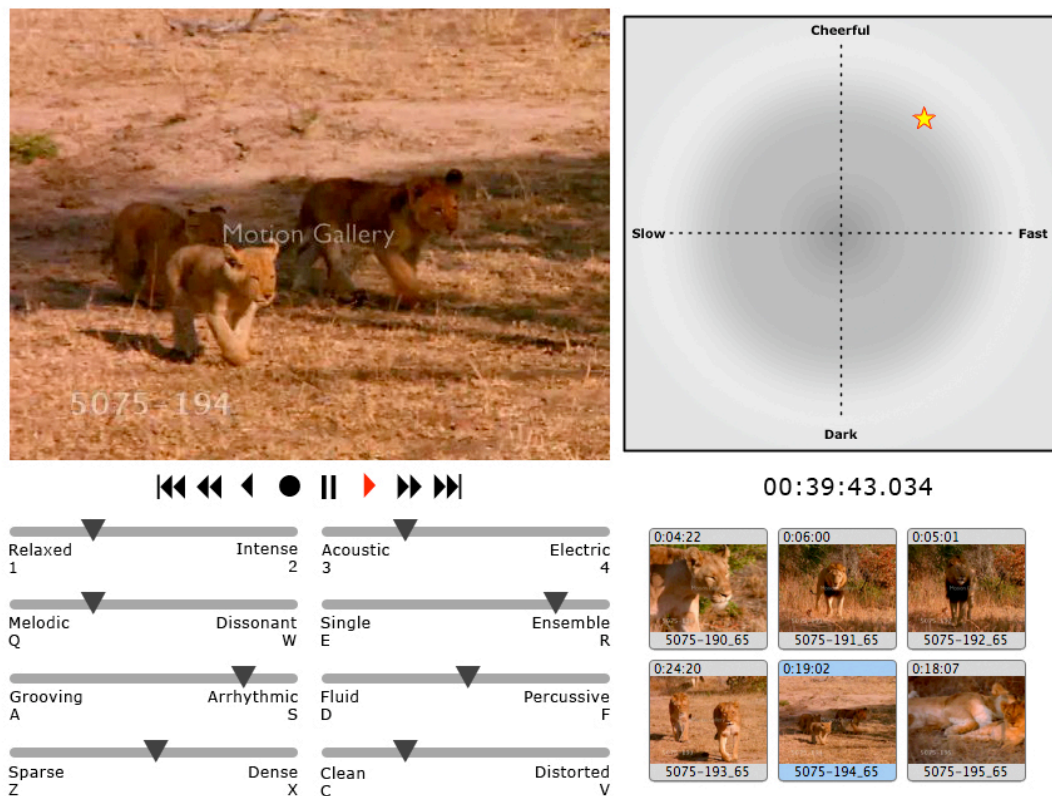 Motion Gallery
5075-194
Cheerful
Slow
Fast
Dark
00:39:43.034
Relaxed
Intense
1
2
Acoustic
Electric
3
4
Melodic
Dissonant
Q
W
Single
Ensemble
E
R
Grooving
Arrhythmic
A
S
Fluid
Percussive
D
F
Sparse
Dense
Z
X
Clean
Distorted
C
V
0:04:22
5075-190_65
0:06:00
5075-191_65
0:05:01
5075-192_65
0:24:20
5075-193_65
0:19:02
5075-194_65
0:18:07
5075-195_65